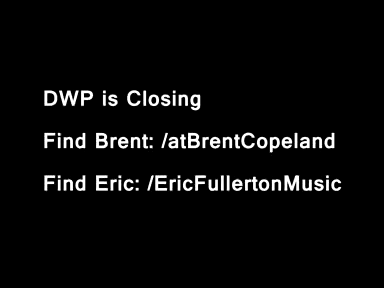 DWP is Closing
Find Brent: /atBrentCopeland
Find Eric: /EricFullertonMusic